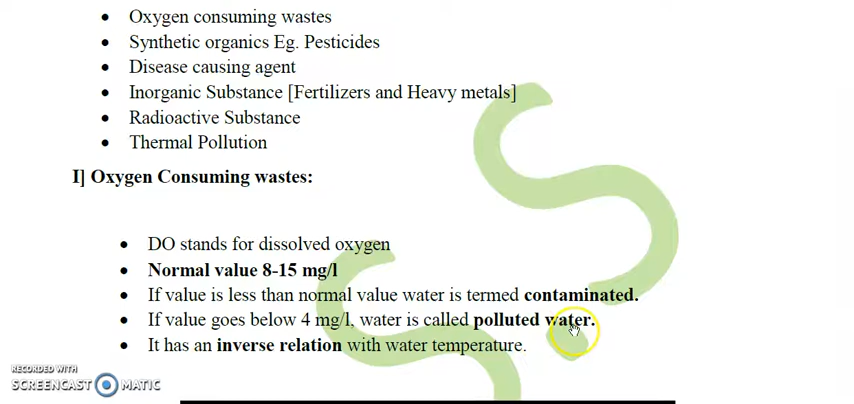 • Oxygen consuming wastes
• Synthetic organics Eg. Pesticides
• Disease causing agent
• Inorganic Substance [Fertilizers and Heavy metals]
• Radioactive Substance
• Thermal Pollution
I] Oxygen Consuming wastes:
• DO stands for dissolved oxygen
• Normal value 8-15 mg/l
• If value is less than normal value water is termed contaminated.
• If value goes below 4 mg/l, water is called polluted water.
• It has an inverse relation with water temperature.
RECORDED WITH
SCREENCAST MATIC